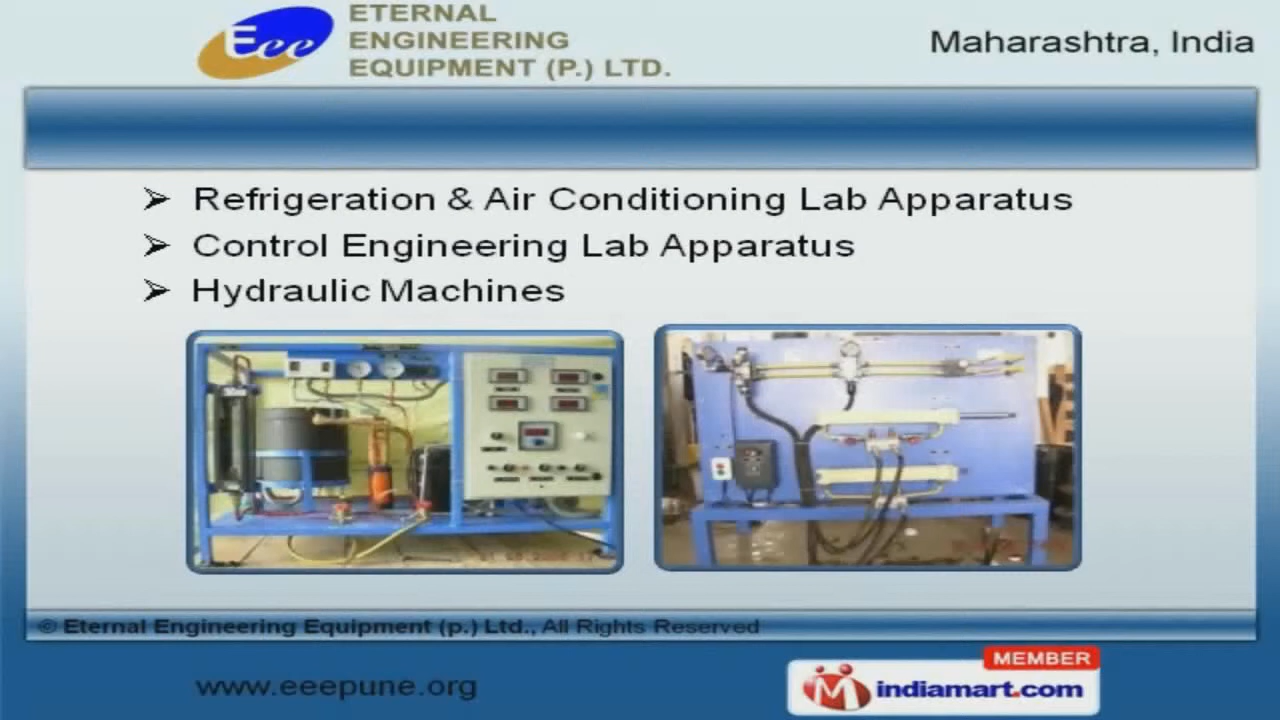 Eee
ETERNAL
ENGINEERING
EQUIPMENT (P.) LTD.
Maharashtra, India
Refrigeration & Air Conditioning Lab Apparatus
Control Engineering Lab Apparatus
Hydraulic Machines
© Eternal Engineering Equipment (p.) Ltd., All Rights Reserved
www.eeepune.org
MEMBER
indiamart.com